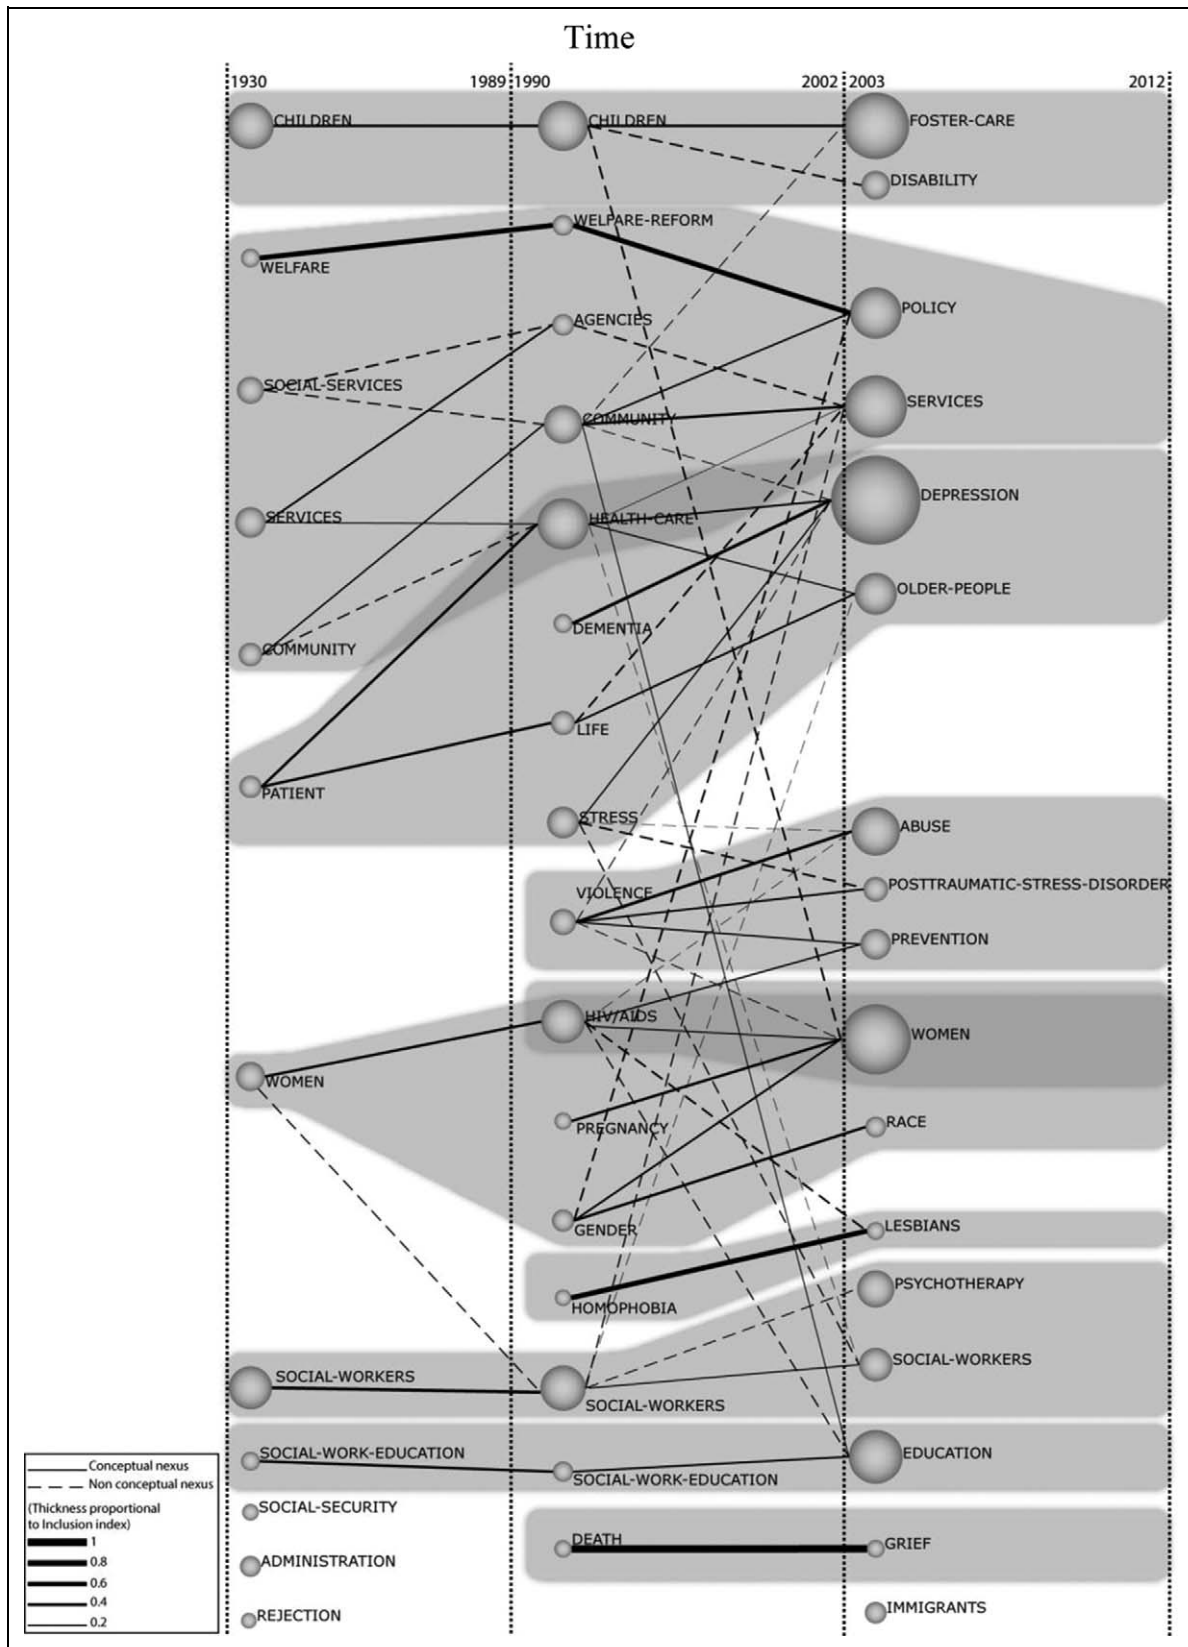 Time
1930
1989
1990
2002
2003
2012
CHILDREN
CHILDREN
FOSTER-CARE
DISABILITY
WELFARE-REFORM
WELFARE
POLICY
AGENCIES
SOCIAL-SERVICES
SERVICES
COMMUNITY
DEPRESSION
SERVICES
HEALTH-CARE
OLDER-PEOPLE
DEMENTIA
COMMUNITY
LIFE
PATIENT
STRESS
ABUSE
VIOLENCE
POSTTRAUMATIC-STRESS-DISORDER
PREVENTION
HIV/AIDS
WOMEN
WOMEN
PREGNANCY
RACE
GENDER
LESBIANS
HOMOPHOBIA
PSYCHOTHERAPY
SOCIAL-WORKERS
SOCIAL-WORKERS
SOCIAL-WORKERS
SOCIAL-WORK-EDUCATION
SOCIAL-WORK-EDUCATION
EDUCATION
SOCIAL-SECURITY
DEATH
GRIEF
ADMINISTRATION
REJECTION
IMMIGRANTS
Conceptual nexus
Non conceptual nexus
(Thickness proportional
to Inclusion index)
1
0.8
0.6
0.4
0.2